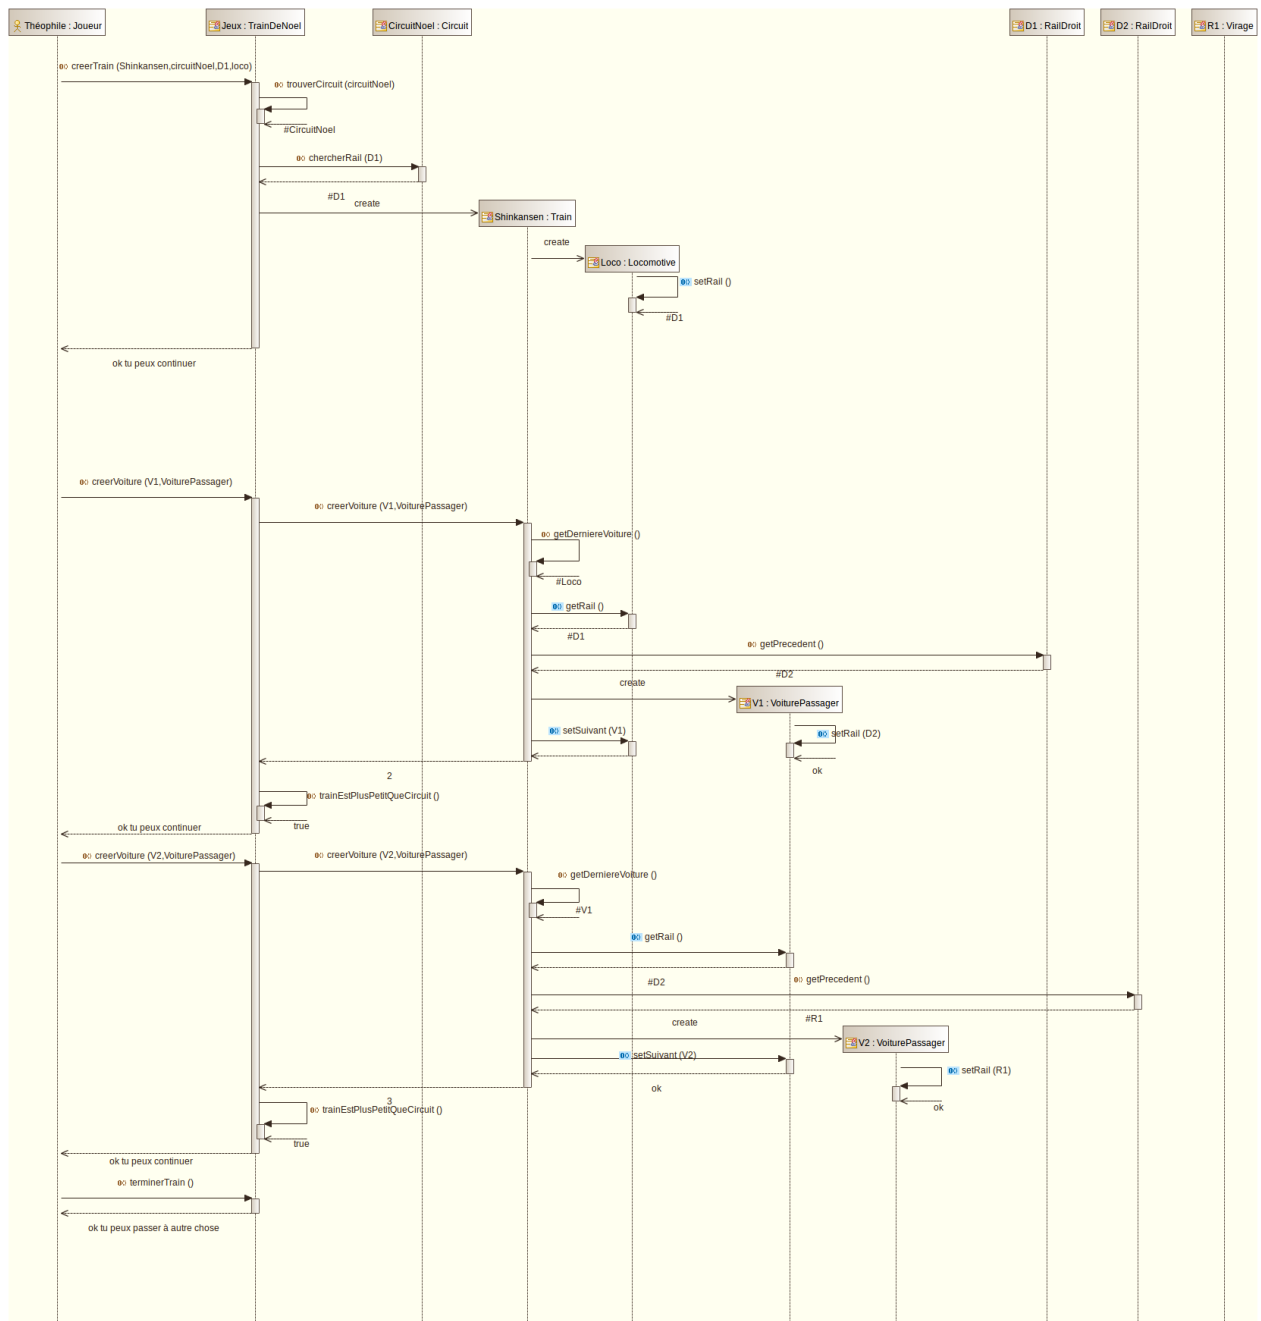 Théophile : Joueur
Jeux : TrainDeNoel
CircuitNoel : Circuit
D1 : RailDroit
D2 : RailDroit
R1 : Virage
creerTrain (Shinkansen,circuitNoel,D1,loco)
trouverCircuit (circuitNoel)
#CircuitNoel
chercherRail (D1)
#D1
create
Shinkansen : Train
create
Loco : Locomotive
setRail ()
#D1
ok tu peux continuer
creerVoiture (V1,VoiturePassager)
creerVoiture (V1,VoiturePassager)
getDerniereVoiture ()
#Loco
getRail ()
#D1
getPrecedent ()
#D2
create
V1 : VoiturePassager
setSuivant (V1)
setRail (D2)
ok
2
trainEstPlusPetitQueCircuit ()
true
ok tu peux continuer
creerVoiture (V2,VoiturePassager)
creerVoiture (V2,VoiturePassager)
getDerniereVoiture ()
#V1
getRail ()
#D2
getPrecedent ()
#R1
create
V2 : VoiturePassager
setSuivant (V2)
setRail (R1)
ok
ok
3
trainEstPlusPetitQueCircuit ()
true
ok tu peux continuer
terminerTrain ()
ok tu peux passer à autre chose